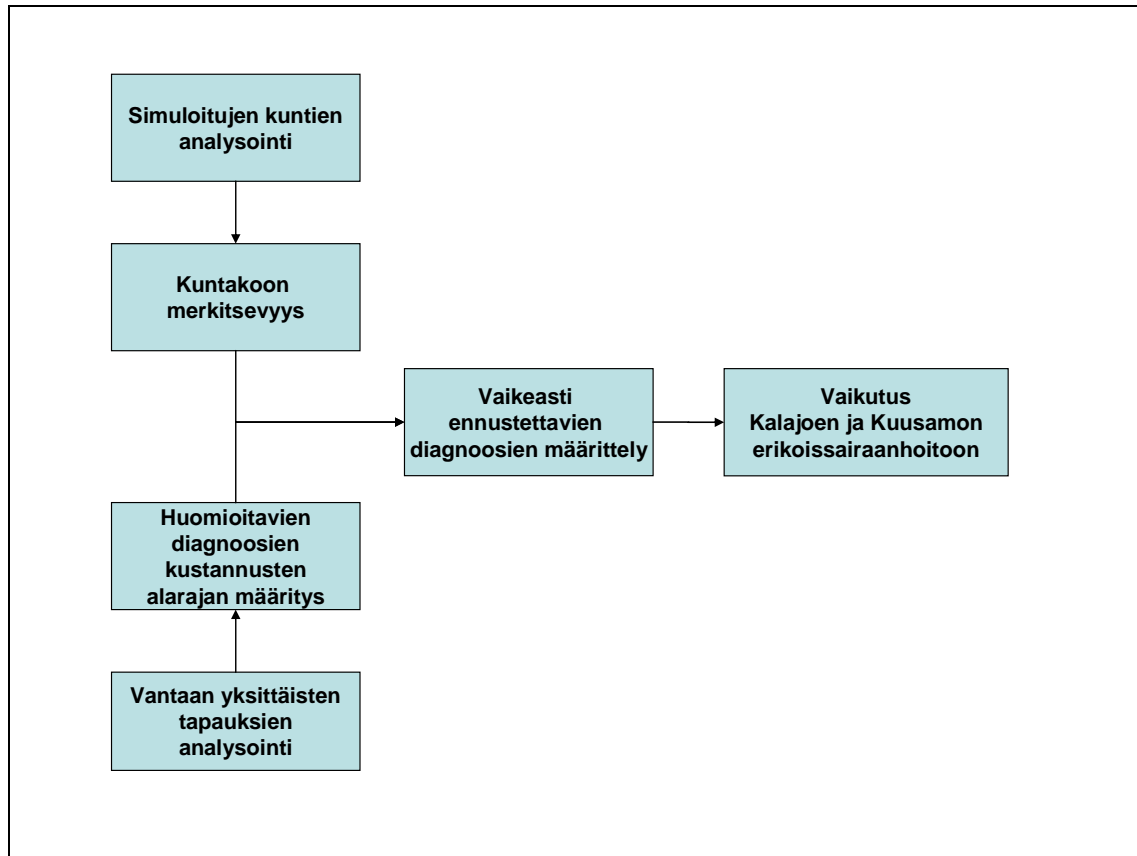 Simuloitujen kuntien
analysointi
Kuntakoon
merkitsevyys
Vaikeasti
ennustettavien
diagnoosien määrittely
Vaikutus
Kalajoen ja Kuusamon
erikoissairaanhoitoon
Huomioitavien
diagnoosien
kustannusten
alarajan määritys
Vantaan yksittäisten
tapauksien
analysointi